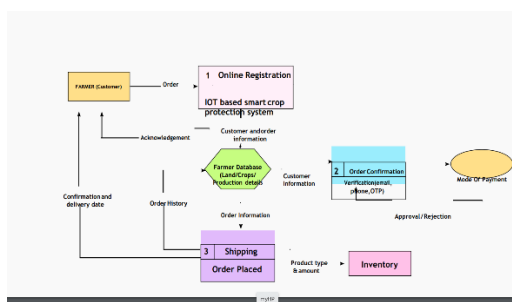 1 Online Registration
FARMER (Customer)
Order
IOT based smart crop
protection system
Acknowledgement
Customer andorder
information
Farmer Database
(Land/Crops/
Production details
Customer
Information
2 Order Confirmation
Verification(email,
phone,OTP)
Mode Of Payment
Approval/Rejection
Confirmation and
delivery date
Order History
Order Information
3 Shipping
Order Placed
Product type
& amount
Inventory
myHP